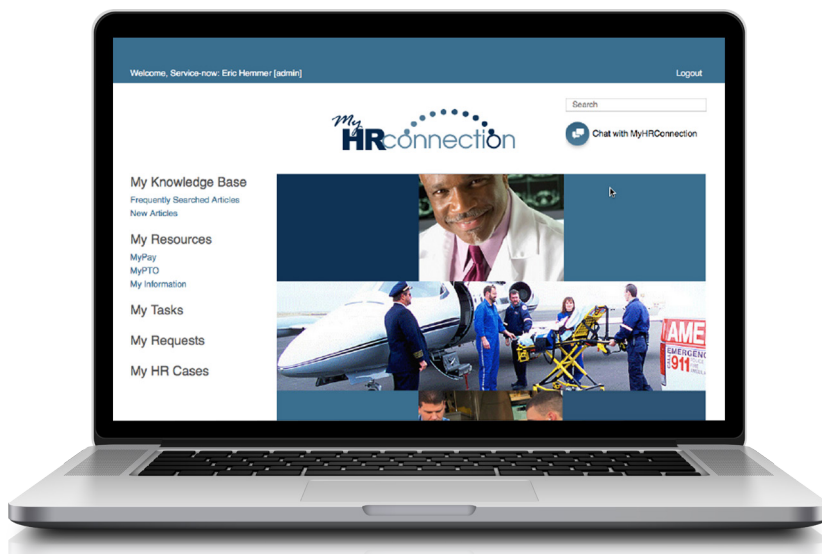 Welcome, Service-now: Eric Hemmer [admin]
Logout
Search
My
HRconnection
Chat with MyHRConnection
My Knowledge Base
Frequently Searched Articles
New Articles
My Resources
MyPay
MyPTO
My Information
My Tasks
My Requests
My HR Cases
AME
EMERGENC
CALL 911